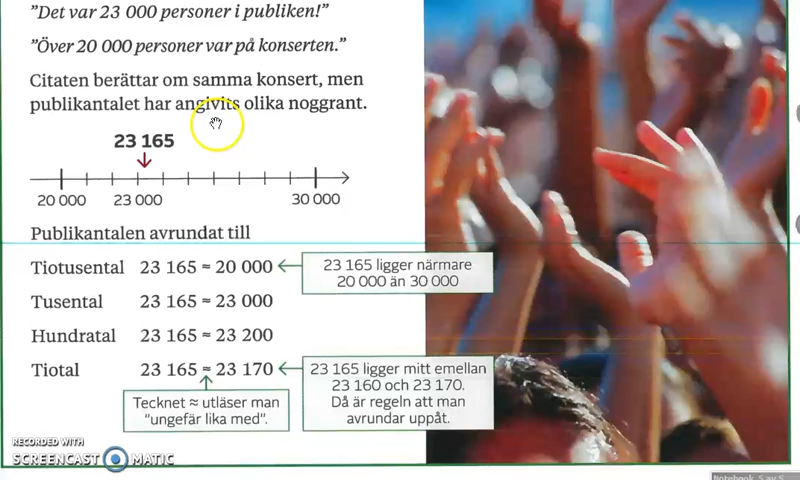 "Det var 23 000 personer i publiken!"
"Över 20 000 personer var på konserten."
Citaten berättar om samma konsert, men
publikantalet har angivits olika noggrant.
23 165
20 000 23 000 30 000
Publikantalen avrundat till
Tiotusental 23 165 ≈ 20 000
23 165 ligger närmare
20 000 än 30 000
Tusental 23 165 ≈ 23 000
Hundratal 23 165 ≈ 23 200
Tiotal 23 165 ≈ 23 170
23 165 ligger mitt emellan
23 160 och 23 170.
Då är regeln att man
avrundar uppåt.
Tecknet ≈ utläser man
"ungefär lika med".
RECORDED WITH
SCREENCAST MATIC
Notebook: 5 av 5